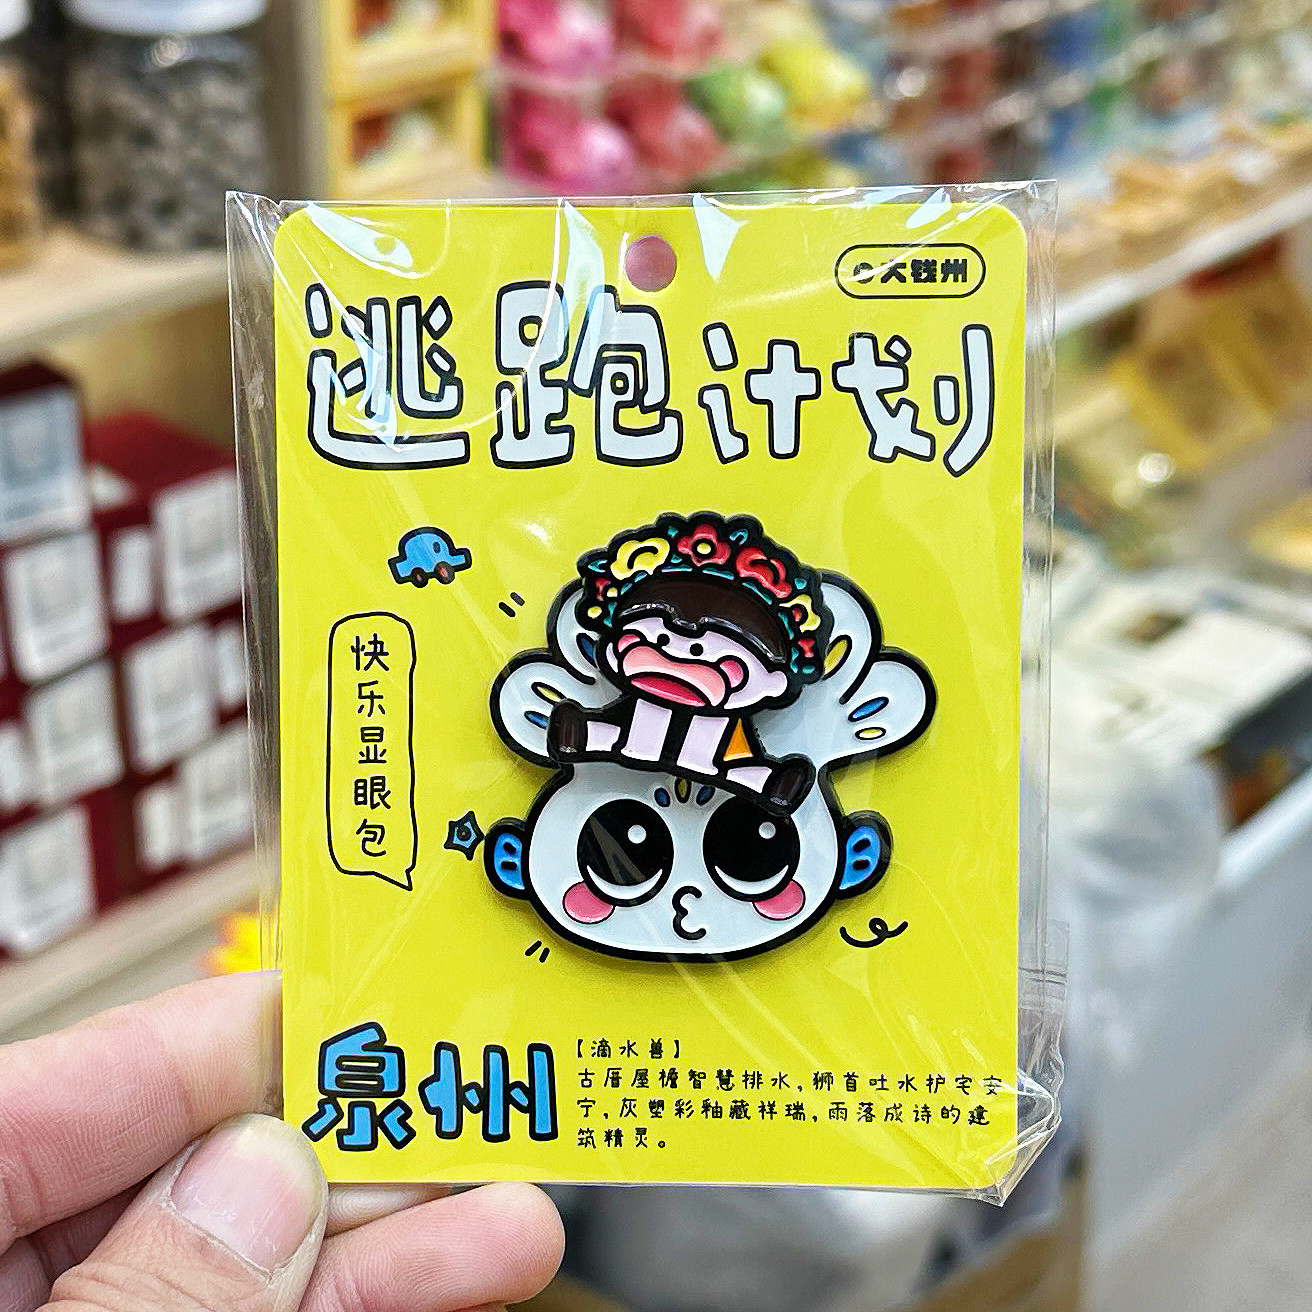 大钱州
逃跑计划
快乐显眼包
泉州
【滴水兽】
古厝屋檐智慧排水,狮首吐水护宅安
宁,灰塑彩釉藏祥瑞,雨落成诗的建
筑精灵。